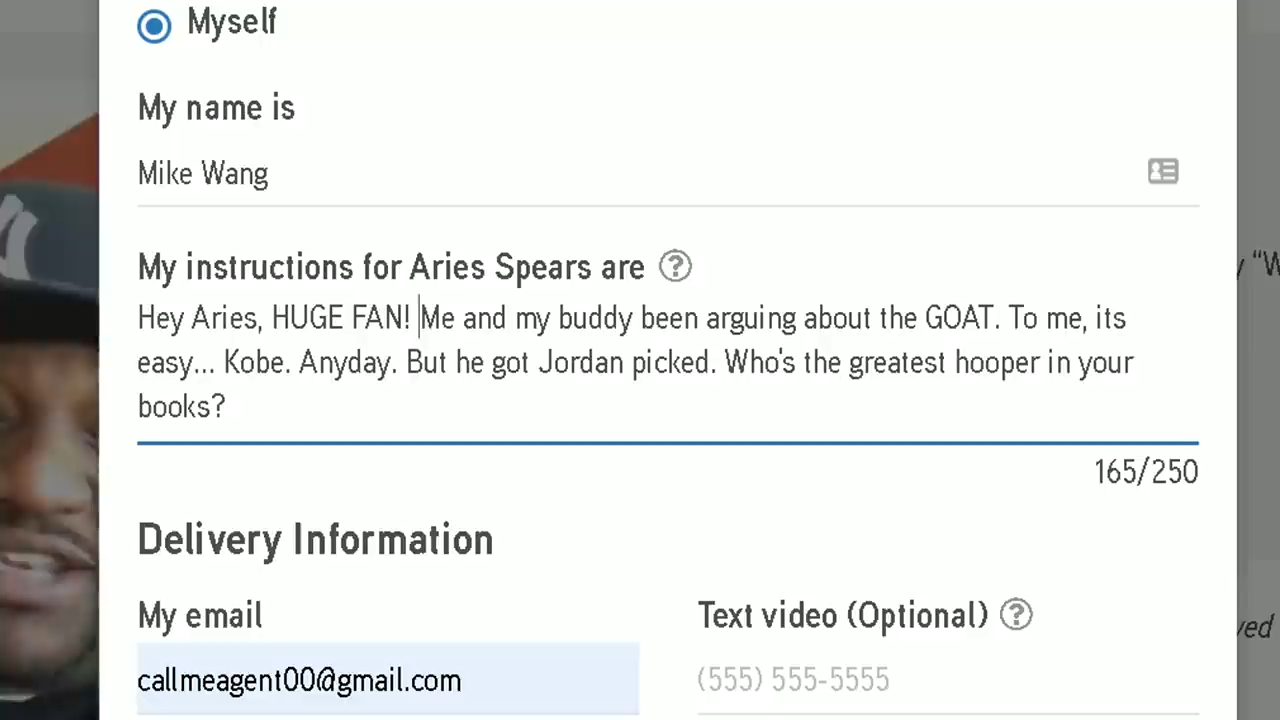 Myself
My name is
Mike Wang
My instructions for Aries Spears are ?
Hey Aries, HUGE FAN! Me and my buddy been arguing about the GOAT. To me, its
easy... Kobe. Anyday. But he got Jordan picked. Who's the greatest hooper in your
books?
165/250
Delivery Information
My email
Text video (Optional) ?
callmeagent00@gmail.com
(555) 555-5555